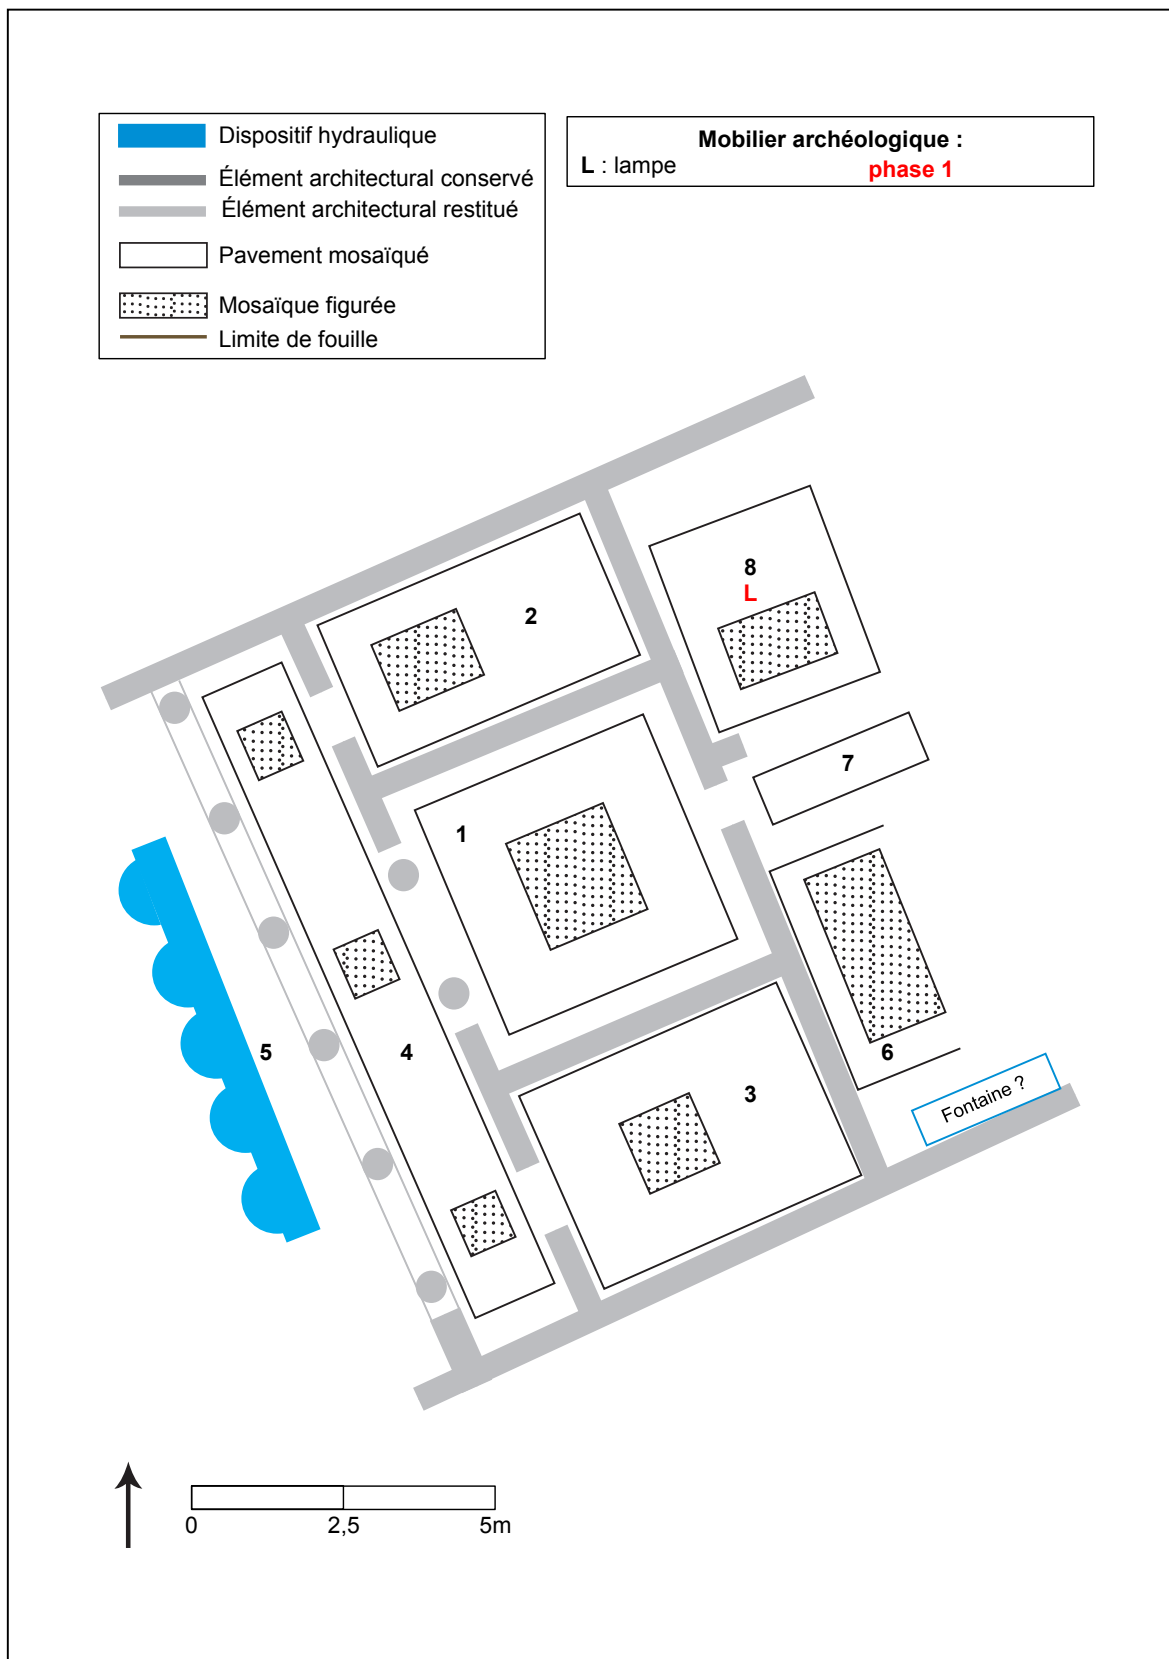 Dispositif hydraulique
Élément architectural conservé
Élément architectural restitué
Pavement mosaïqué
Mosaïque figurée
Limite de fouille
Mobilier archéologique :
L : lampe phase 1
8
L
2
7
1
5
4
6
3
Fontaine ?
0 2,5 5m